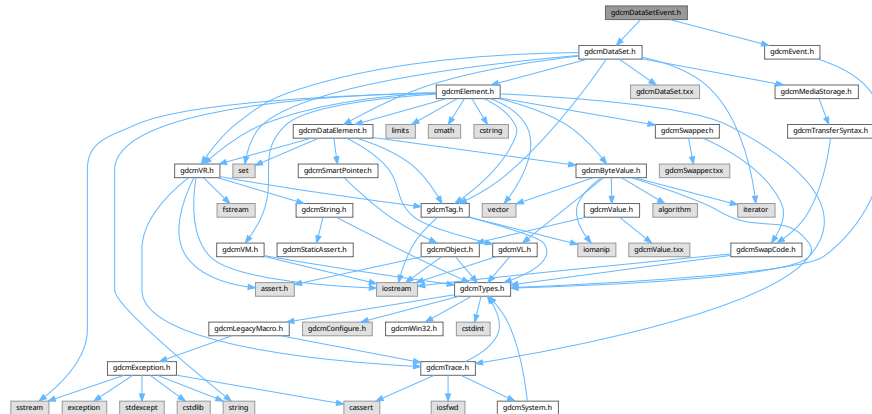 gdcmDataSetEvent.h
gdcmDataSet.h
gdcmEvent.h
gdcmElement.h
gdcmDataSet.txx
gdcmMediaStorage.h
gdcmDataElement.h
limits
cmath
cstring
gdcmSwapper.h
gdcmTransferSyntax.h
gdcmVR.h
set
gdcmSmartPointer.h
gdcmByteValue.h
gdcmSwapper.txx
fstream
gdcmString.h
gdcmTag.h
vector
gdcmValue.h
algorithm
iterator
gdcmVM.h
gdcmStaticAssert.h
gdcmObject.h
gdcmVL.h
iomanip
gdcmValue.txx
gdcmSwapCode.h
assert.h
iostream
gdcmTypes.h
gdcmLegacyMacro.h
gdcmConfigure.h
gdcmWin32.h
cstdint
gdcmException.h
gdcmTrace.h
sstream
exception
stdexcept
cstdlib
string
cassert
iosfwd
gdcmSystem.h